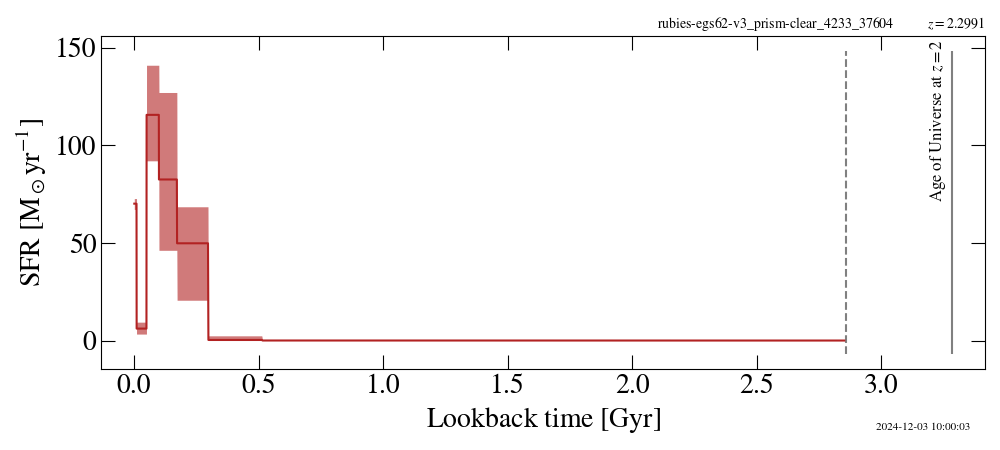 rubies-egs62-v3_prism-clear_4233_37604 z = 2.2991
150
100
50
0
SFR [M⊙yr⁻¹]
Age of Universe at z = 2
0.0 0.5 1.0 1.5 2.0 2.5 3.0
Lookback time [Gyr]
2024-12-03 10:00:03